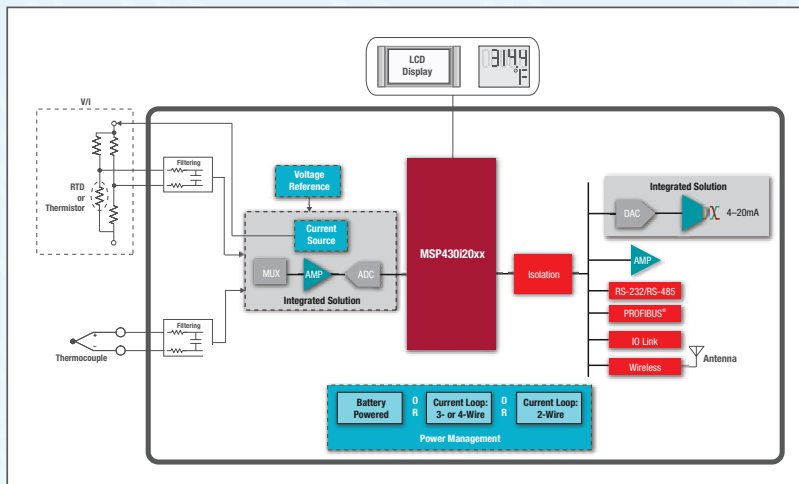 LCD
Display
314.4
°F
V/I
RTD
or
Thermistor
Filtering
Voltage
Reference
Current
Source
MUX
AMP
ADC
Integrated Solution
MSP430i20xx
Isolation
Integrated Solution
DAC
4–20mA
AMP
RS-232/RS-485
PROFIBUS®
IO Link
Wireless
Antenna
+
–
Thermocouple
Filtering
Battery
Powered
O
R
Current Loop:
3- or 4-Wire
O
R
Current Loop:
2-Wire
Power Management